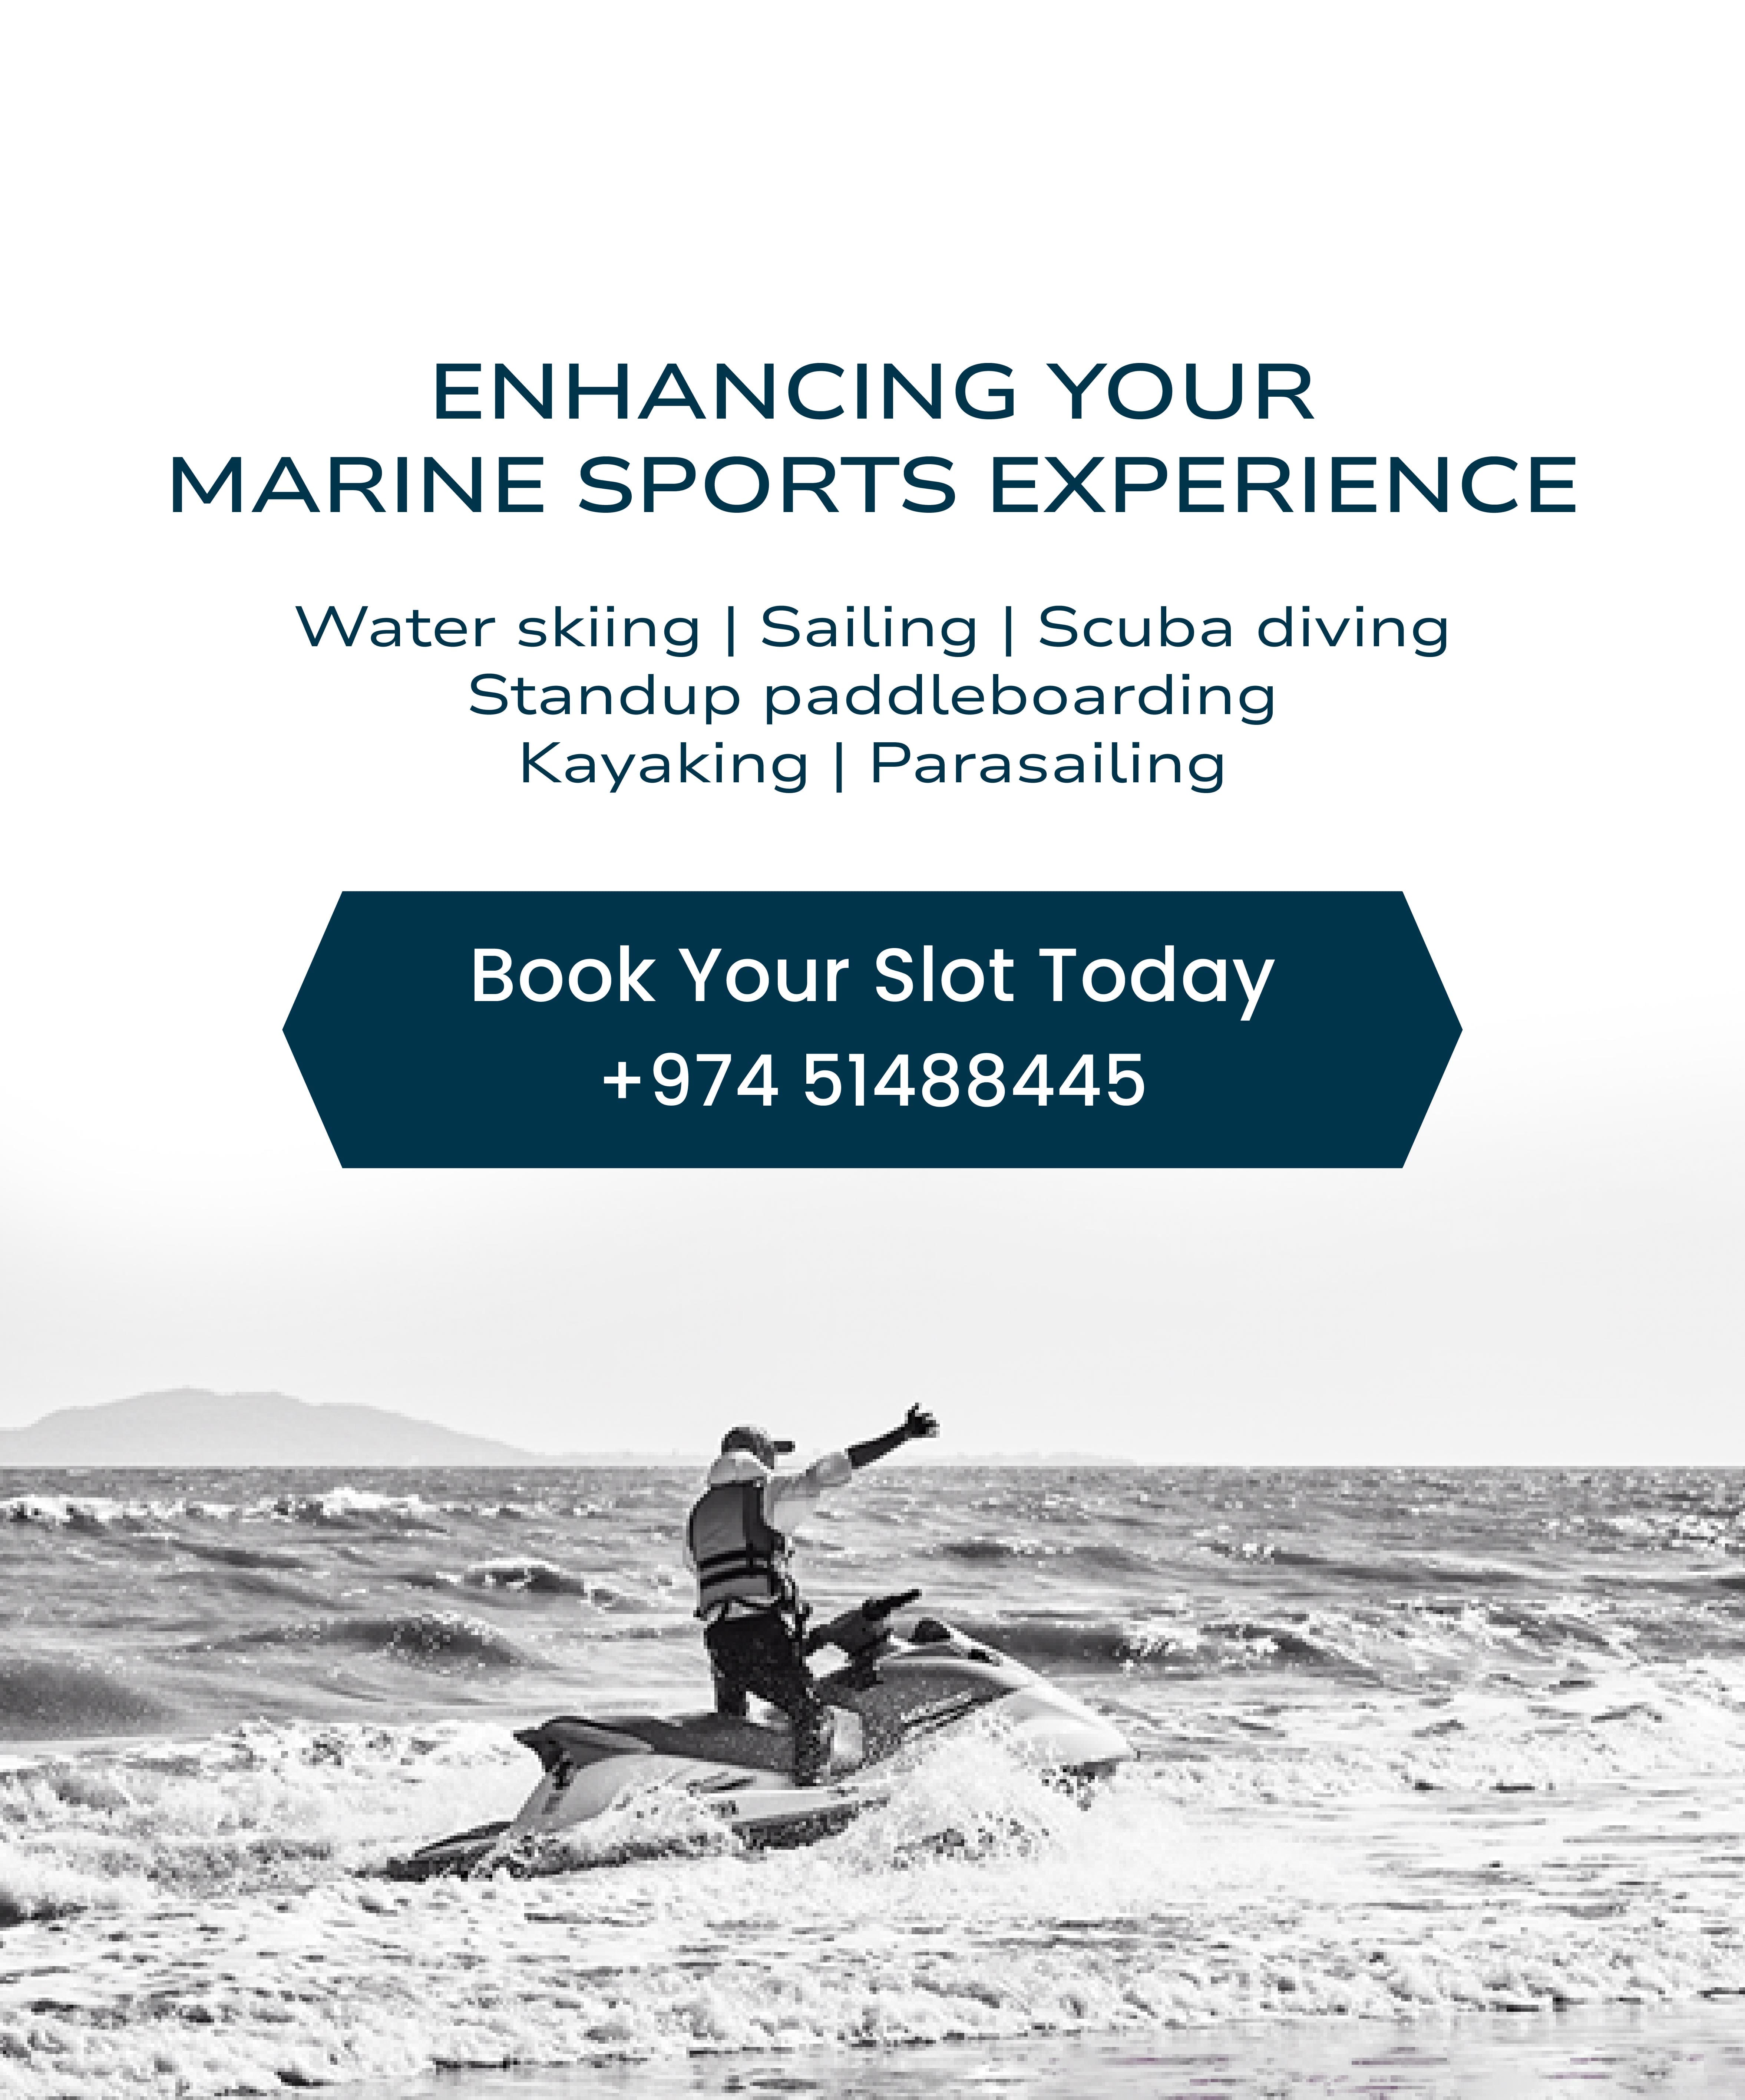 ENHANCING YOUR
MARINE SPORTS EXPERIENCE
Water skiing | Sailing | Scuba diving
Standup paddleboarding
Kayaking | Parasailing
Book Your Slot Today
+974 51488445